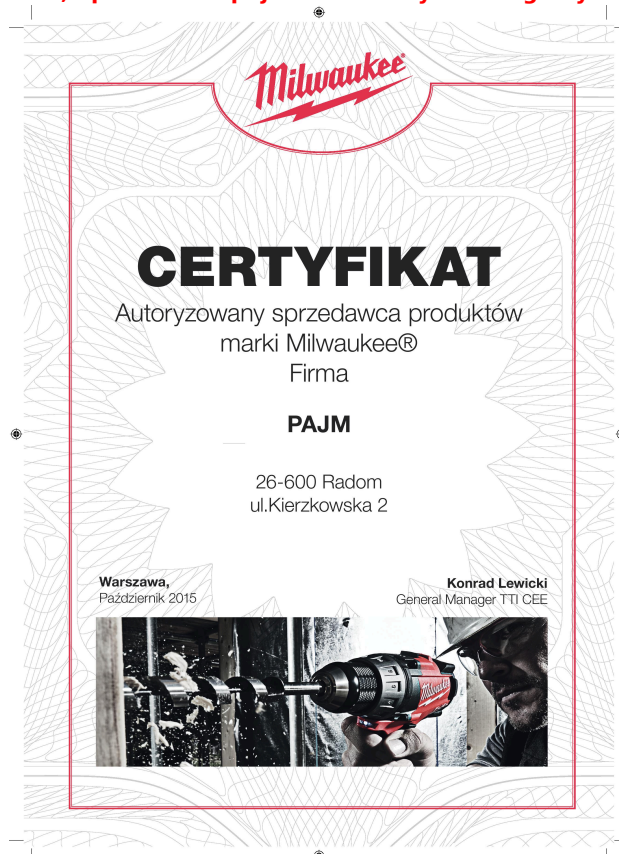 Milwaukee®
CERTYFIKAT
Autoryzowany sprzedawca produktów
marki Milwaukee®
Firma
PAJM
26-600 Radom
ul.Kierzkowska 2
Warszawa,
Październik 2015
Konrad Lewicki
General Manager TTI CEE
Milwaukee